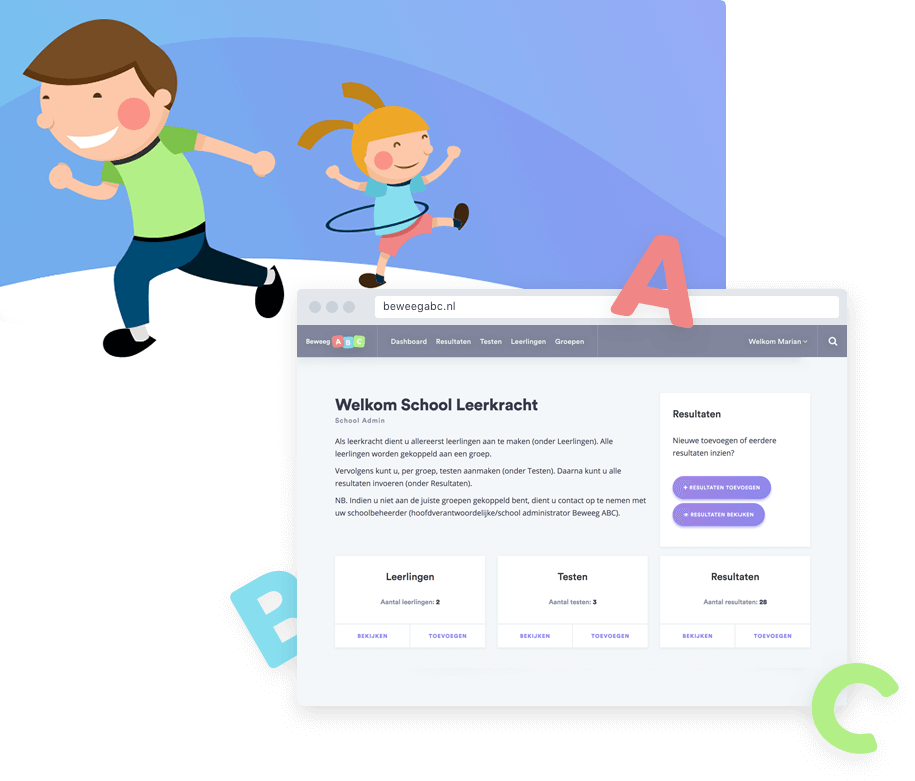 A
beweegabc.nl
Beweeg A B C
Dashboard Resultaten Testen Leerlingen Groepen
Welkom Marian
Welkom School Leerkracht
School Admin
Als leerkracht dient u allereerst leerlingen aan te maken (onder Leerlingen). Alle
leerlingen worden gekoppeld aan een groep.
Vervolgens kunt u, per groep, testen aanmaken (onder Testen). Daarna kunt u alle
resultaten invoeren (onder Resultaten).
NB. Indien u niet aan de juiste groepen gekoppeld bent, dient u contact op te nemen met
uw schoolbeheerder (hoofdverantwoordelijke/school administrator Beweeg ABC).
Resultaten
Nieuwe toevoegen of eerdere
resultaten inzien?
+ RESULTATEN TOEVOEGEN
RESULTATEN BEKIJKEN
Leerlingen
Aantal leerlingen: 2
BEKIJKEN TOEVOEGEN
Testen
Aantal testen: 3
BEKIJKEN TOEVOEGEN
Resultaten
Aantal resultaten: 28
BEKIJKEN TOEVOEGEN
B
C